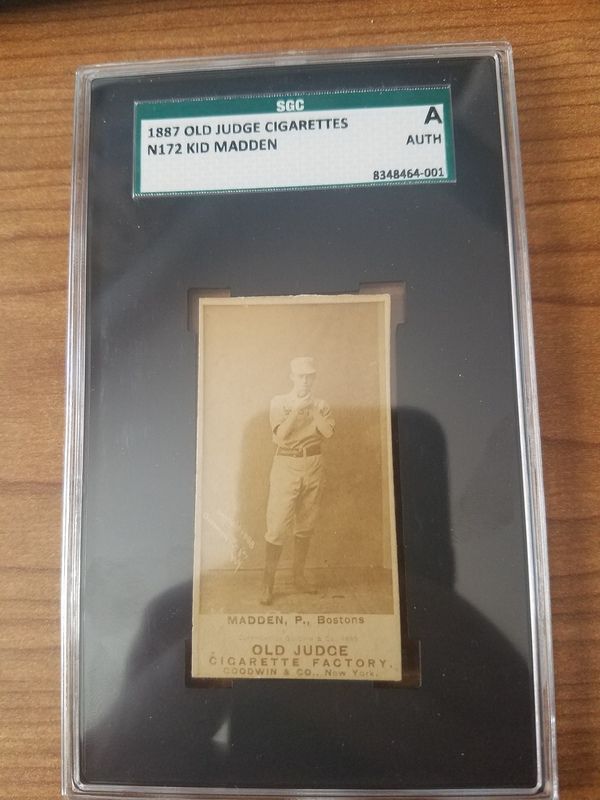 SGC
1887 OLD JUDGE CIGARETTES
N172 KID MADDEN
A
AUTH
8348464-001
MADDEN, P., Bostons
OLD JUDGE
CIGARETTE FACTORY.
GOODWIN & CO., New York.